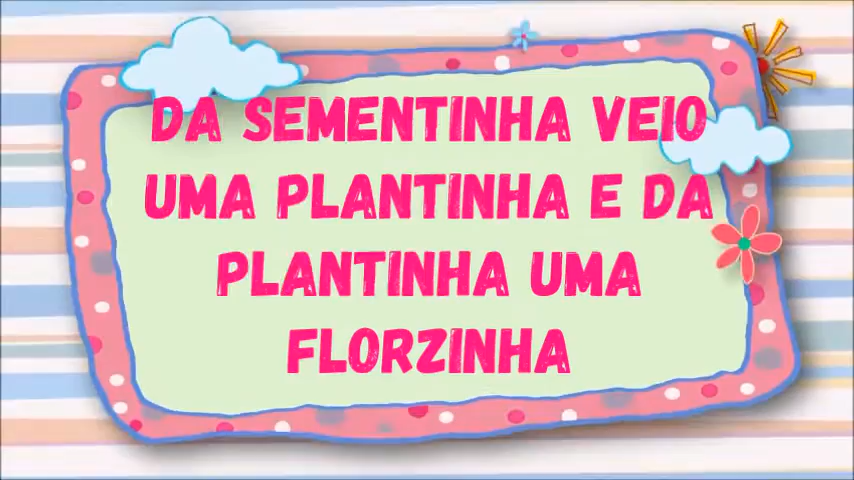 DA SEMENTINHA VEIO
UMA PLANTINHA E DA
PLANTINHA UMA
FLORZINHA